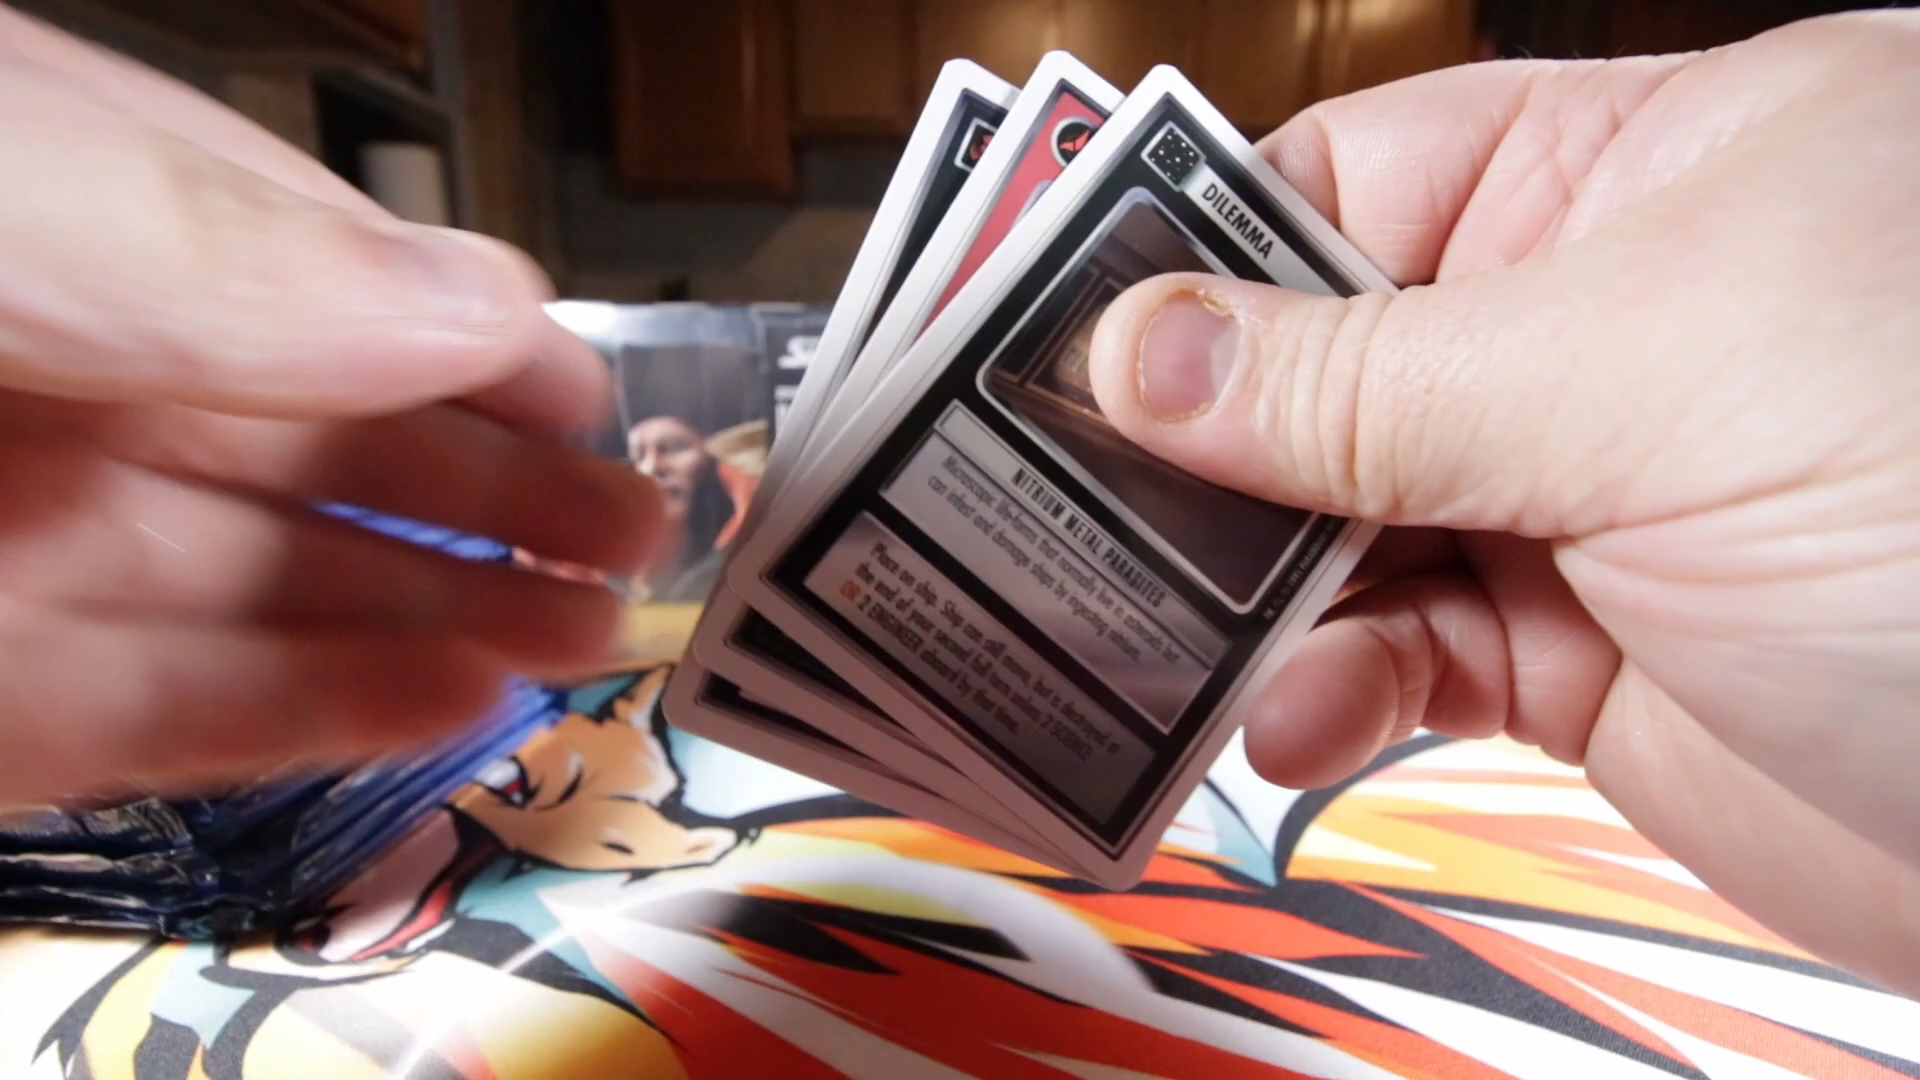 DILEMMA
NITRIUM METAL PARASITES
Microscopic life-forms that normally live in asteroids but
can infest and damage ships by ingesting nitrium.
Place on ship. Ship can still move, but is destroyed at
the end of your second full turn unless 2 SCIENCE
OR 2 ENGINEER aboard by that time.